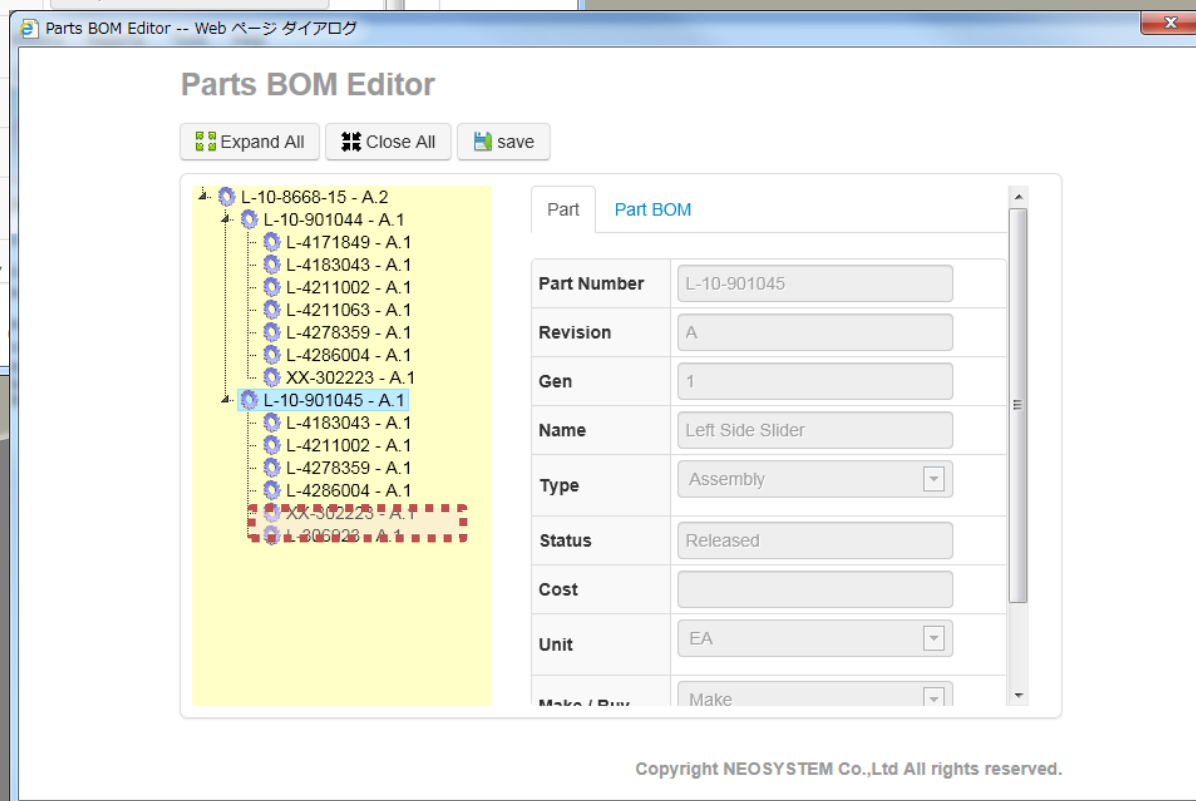 Parts BOM Editor -- Web ページ ダイアログ
Parts BOM Editor
Expand All
Close All
save
L-10-8668-15 - A.2
L-10-901044 - A.1
L-4171849 - A.1
L-4183043 - A.1
L-4211002 - A.1
L-4211063 - A.1
L-4278359 - A.1
L-4286004 - A.1
XX-302223 - A.1
L-10-901045 - A.1
L-4183043 - A.1
L-4211002 - A.1
L-4278359 - A.1
L-4286004 - A.1
XX-302223 - A.1
L-306923 - A.1
Part
Part BOM
Part Number
L-10-901045
Revision
A
Gen
1
Name
Left Side Slider
Type
Assembly
Status
Released
Cost
Unit
EA
Make / Buy
Make
Copyright NEOSYSTEM Co.,Ltd All rights reserved.